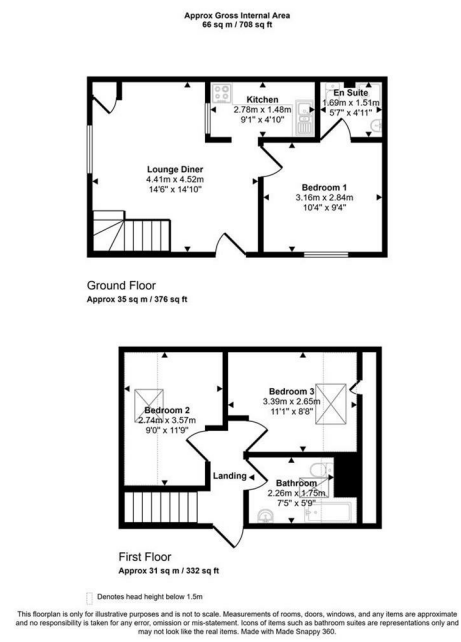 Approx Gross Internal Area
66 sq m / 708 sq ft
Kitchen
2.78m x 1.48m
9'1" x 4'10"
En Suite
1.69m x 1.51m
5'7" x 4'11"
Lounge Diner
4.41m x 4.52m
14'6" x 14'10"
Bedroom 1
3.16m x 2.84m
10'4" x 9'4"
Ground Floor
Approx 35 sq m / 376 sq ft
Bedroom 2
2.74m x 3.57m
9'0" x 11'9"
Bedroom 3
3.39m x 2.65m
11'1" x 8'8"
Landing
Bathroom
2.26m x 1.75m
7'5" x 5'9"
First Floor
Approx 31 sq m / 332 sq ft
Denotes head height below 1.5m
This floorplan is only for illustrative purposes and is not to scale. Measurements of rooms, doors, windows, and any items are approximate
and no responsibility is taken for any error, omission or mis-statement. Icons of items such as bathroom suites are representations only and
may not look like the real items. Made with Made Snappy 360.